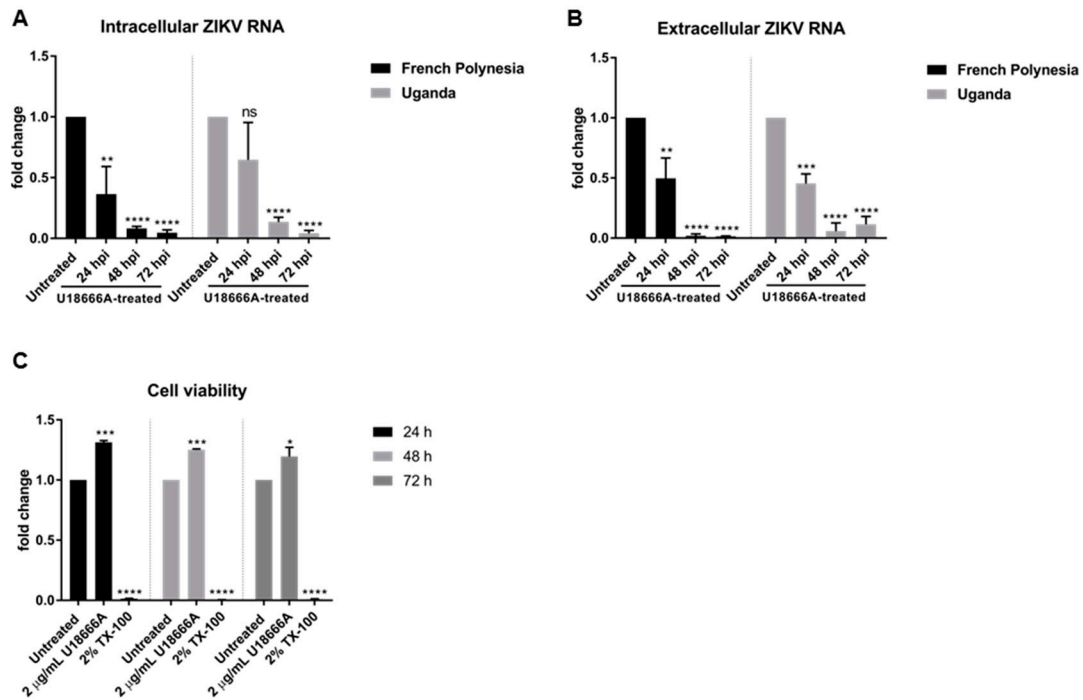 A
Intracellular ZIKV RNA
1.5
1.0
0.5
0.0
fold change
**
****
****
ns
****
****
Untreated
24 hpi
48 hpi
72 hpi
U18666A-treated
Untreated
24 hpi
48 hpi
72 hpi
U18666A-treated
French Polynesia
Uganda
B
Extracellular ZIKV RNA
1.5
1.0
0.5
0.0
fold change
**
****
****
***
****
****
Untreated
24 hpi
48 hpi
72 hpi
U18666A-treated
Untreated
24 hpi
48 hpi
72 hpi
U18666A-treated
French Polynesia
Uganda
C
Cell viability
1.5
1.0
0.5
0.0
fold change
***
****
***
****
*
****
Untreated
2 μg/mL U18666A
2% TX-100
Untreated
2 μg/mL U18666A
2% TX-100
Untreated
2 μg/mL U18666A
2% TX-100
24 h
48 h
72 h